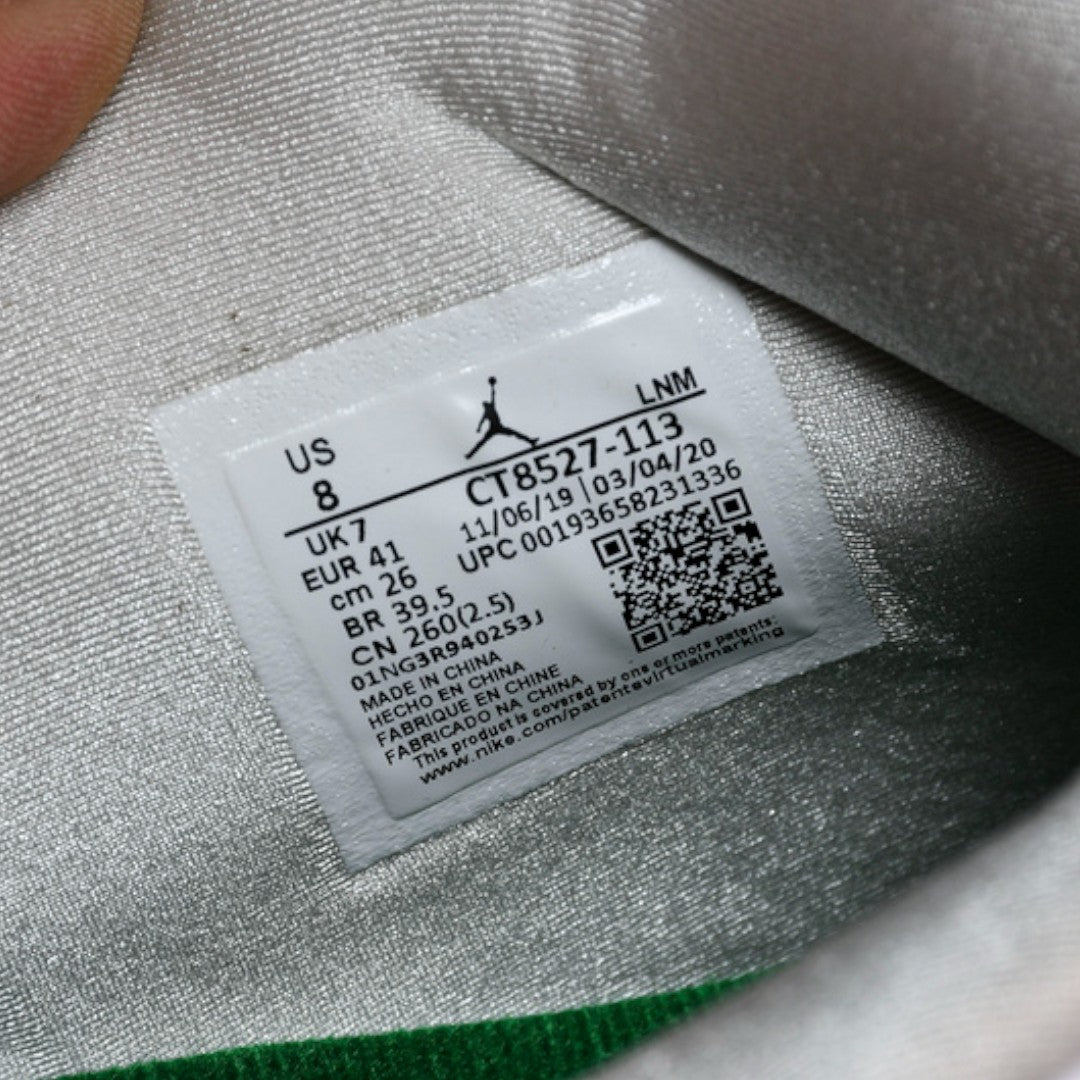 US
8
LNM
UK 7
EUR 41
cm 26
BR 39.5
CN 260(2.5)
01NG3R940253J
CT8527-113
11/06/19 | 03/04/20
UPC 00193658231336
MADE IN CHINA
HECHO EN CHINA
FABRIQUE EN CHINE
FABRICADO NA CHINA
This product is covered by one or more patents:
www.nike.com/patentsvirtualmarking